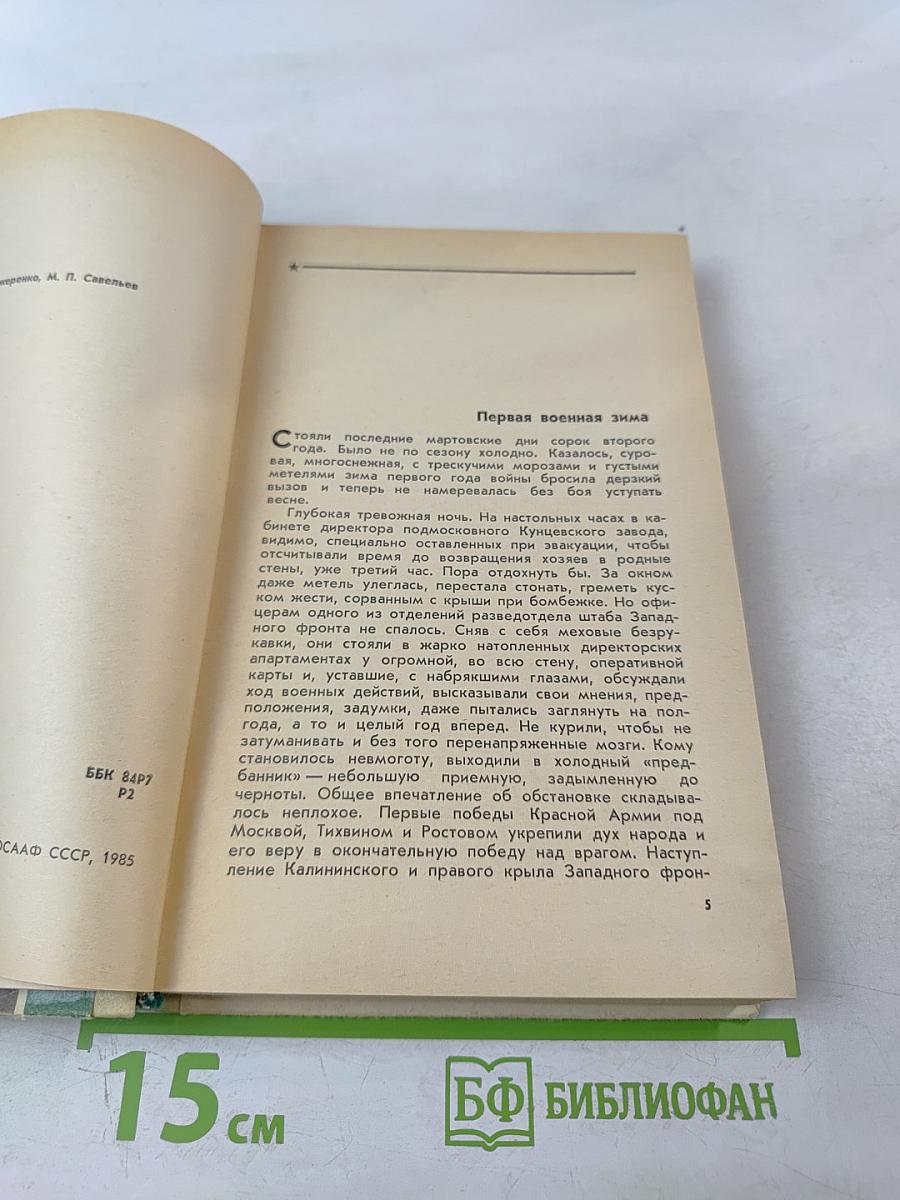 М. П. Савельев
ББК 84Р7
Р2
СССР, 1985
Первая военная зима
Стояли последние мартовские дни сорок второго
года. Было не по сезону холодно. Казалось, суро-
вая, многоснежная, с трескучими морозами и густыми
метелями зима первого года войны бросила дерзкий
вызов и теперь не намеревалась без боя уступать
весне.
Глубокая тревожная ночь. На настольных часах в ка-
бинете директора подмосковного Кунцевского завода,
видимо, специально оставленных при эвакуации, чтобы
отсчитывали время до возвращения хозяев в родные
стены, уже третий час. Пора отдохнуть бы. За окном
даже метель улеглась, перестала стонать, греметь кус-
ком жести, сорванным с крыши при бомбежке. Но офи-
церам одного из отделений разведотдела штаба Запад-
ного фронта не спалось. Сняв с себя меховые безру-
кавки, они стояли в жарко натопленных директорских
апартаментах у огромной, во всю стену, оперативной
карты и, уставшие, с набрякшими глазами, обсуждали
ход военных действий, высказывали свои мнения, пред-
положения, задумки, даже пытались заглянуть на пол-
года, а то и целый год вперед. Не курили, чтобы не
затуманивать и без того перенапряженные мозги. Кому
становилось невмоготу, выходили в холодный «пред-
банник» — небольшую приемную, задымленную до
черноты. Общее впечатление об обстановке складыва-
лось неплохое. Первые победы Красной Армии под
Москвой, Тихвином и Ростовом укрепили дух народа и
его веру в окончательную победу над врагом. Наступ-
ление Калининского и правого крыла Западного фрон-
5
15 см
БФ БИБЛИОФАН